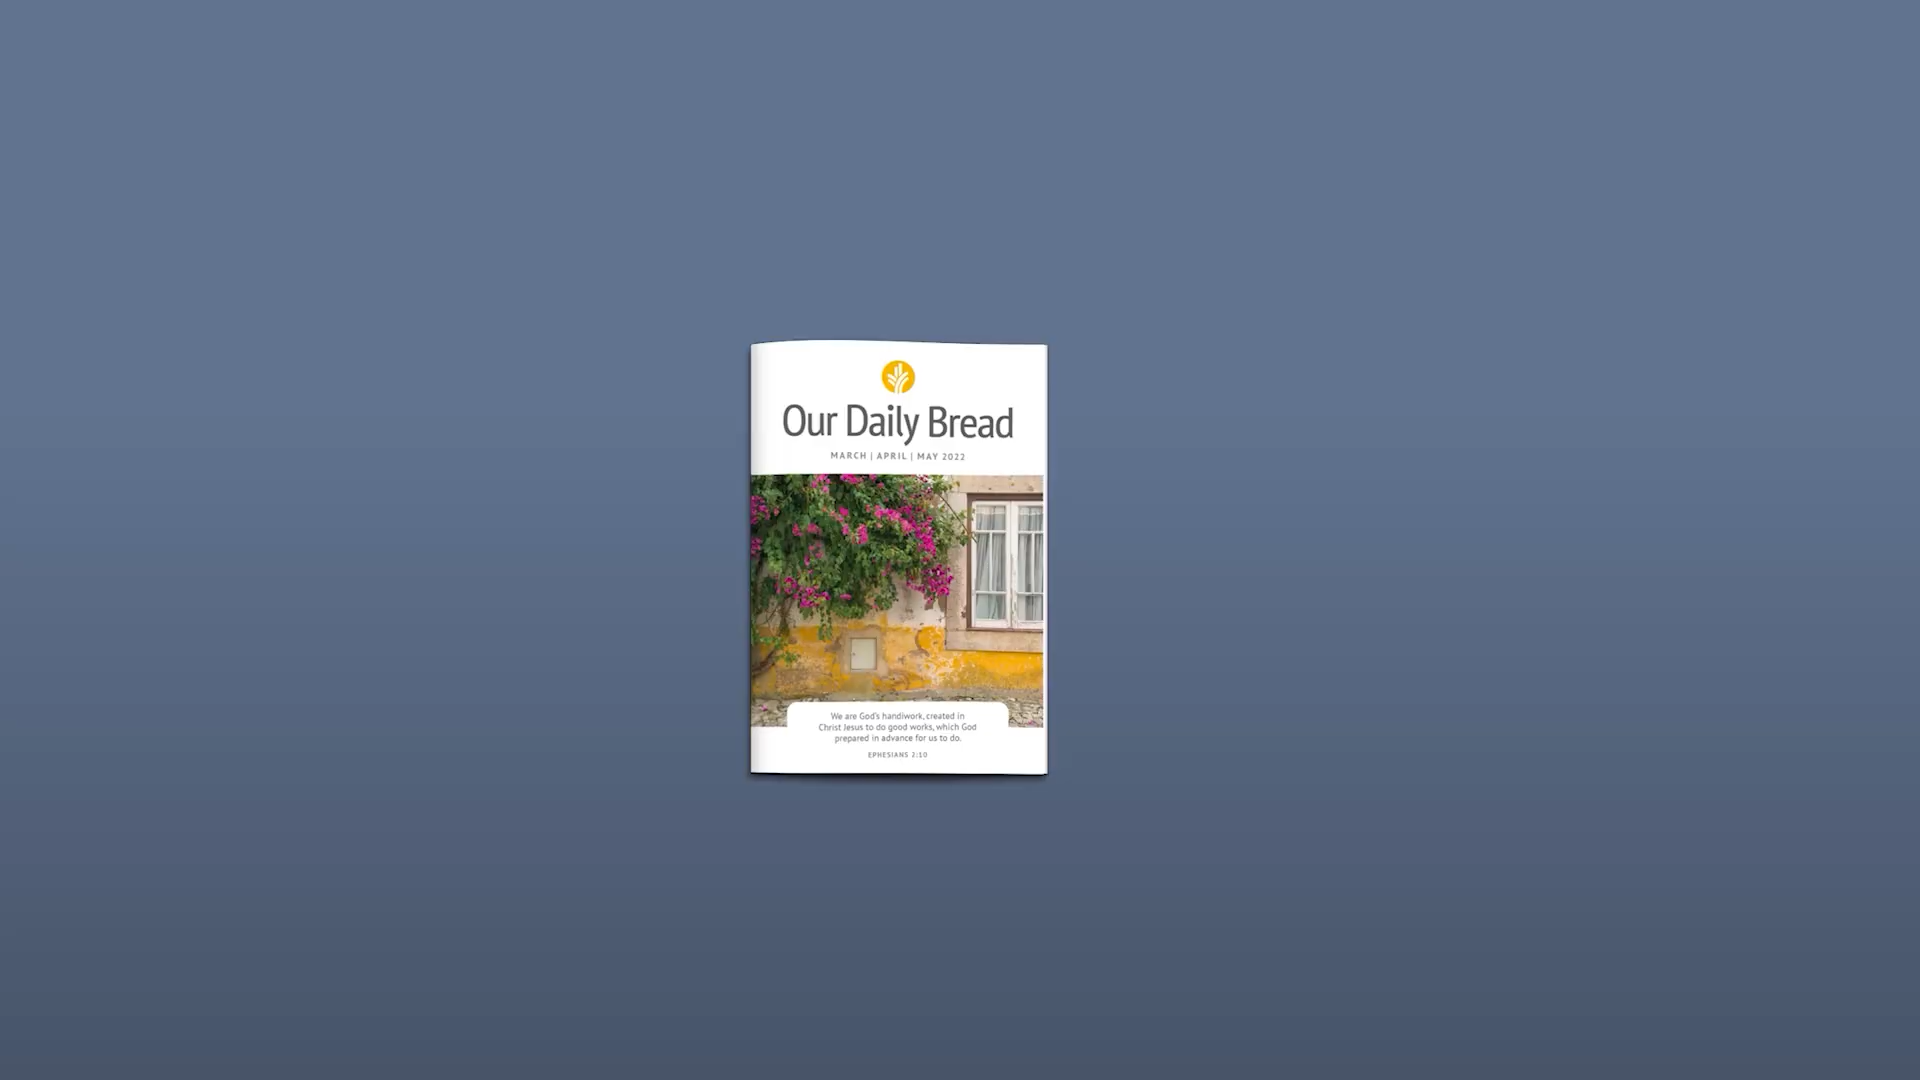 Our Daily Bread
MARCH | APRIL | MAY 2022
We are God's handiwork, created in
Christ Jesus to do good works, which God
prepared in advance for us to do.
EPHESIANS 2:10